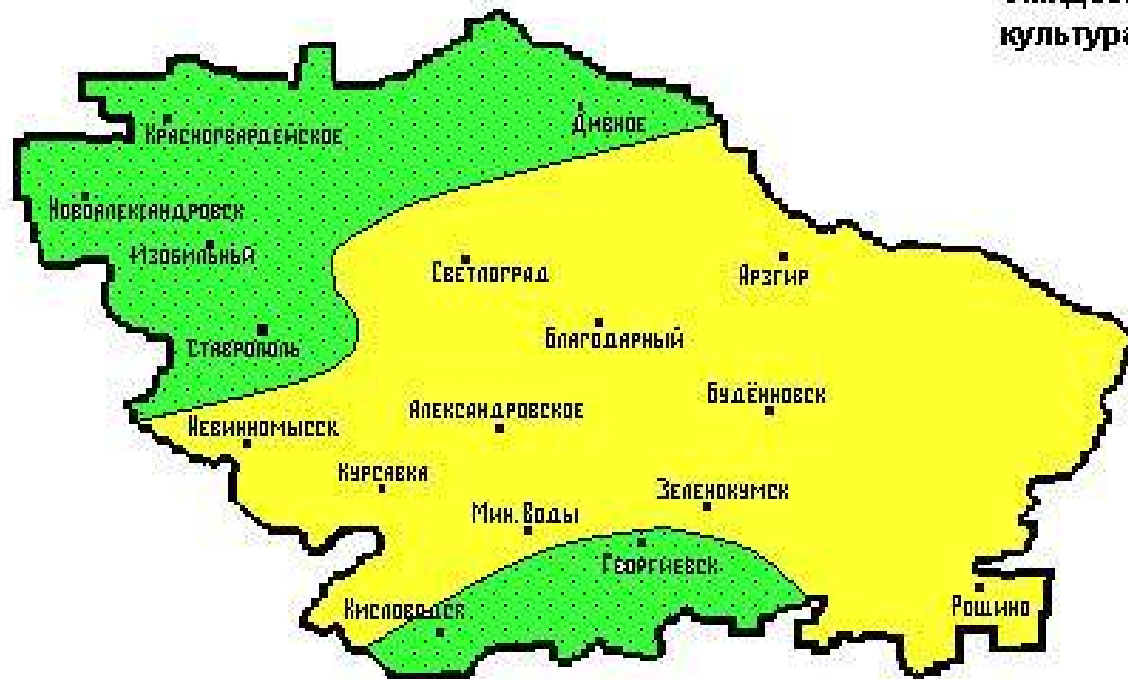 культура
Дивное
Красногвардейское
Новоалександровск
Изобильный
Светлоград
Арзгир
Благодарный
Ставрополь
Будённовск
Александровское
Невинномысск
Курсавка
Зеленокумск
Мин. Воды
Георгиевск
Кисловодск
Рощино